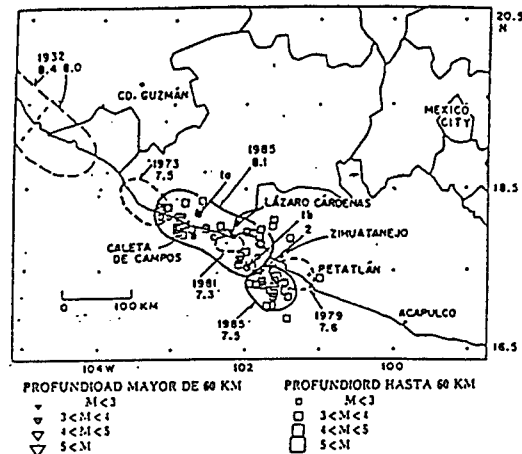 20.5
N
1932
8.4 8.0
CD. GUZMÁN
MEXICO
CITY
1973
7.5
1a
1985
8.1
18.5
LÁZARO CÁRDENAS
1b
2
ZIHUATANEJO
CALETA
DE CAMPOS
PETATLÁN
1981
7.3
0 100 KM
1985
7.5
1979
7.6
ACAPULCO
16.5
104 W 102 100
PROFUNDIOAD MAYOR DE 60 KM
M<3
3<M<4
4<M<5
5<M
PROFUNDIORD HASTA 60 KM
M<3
3<M<4
4<M<5
5<M